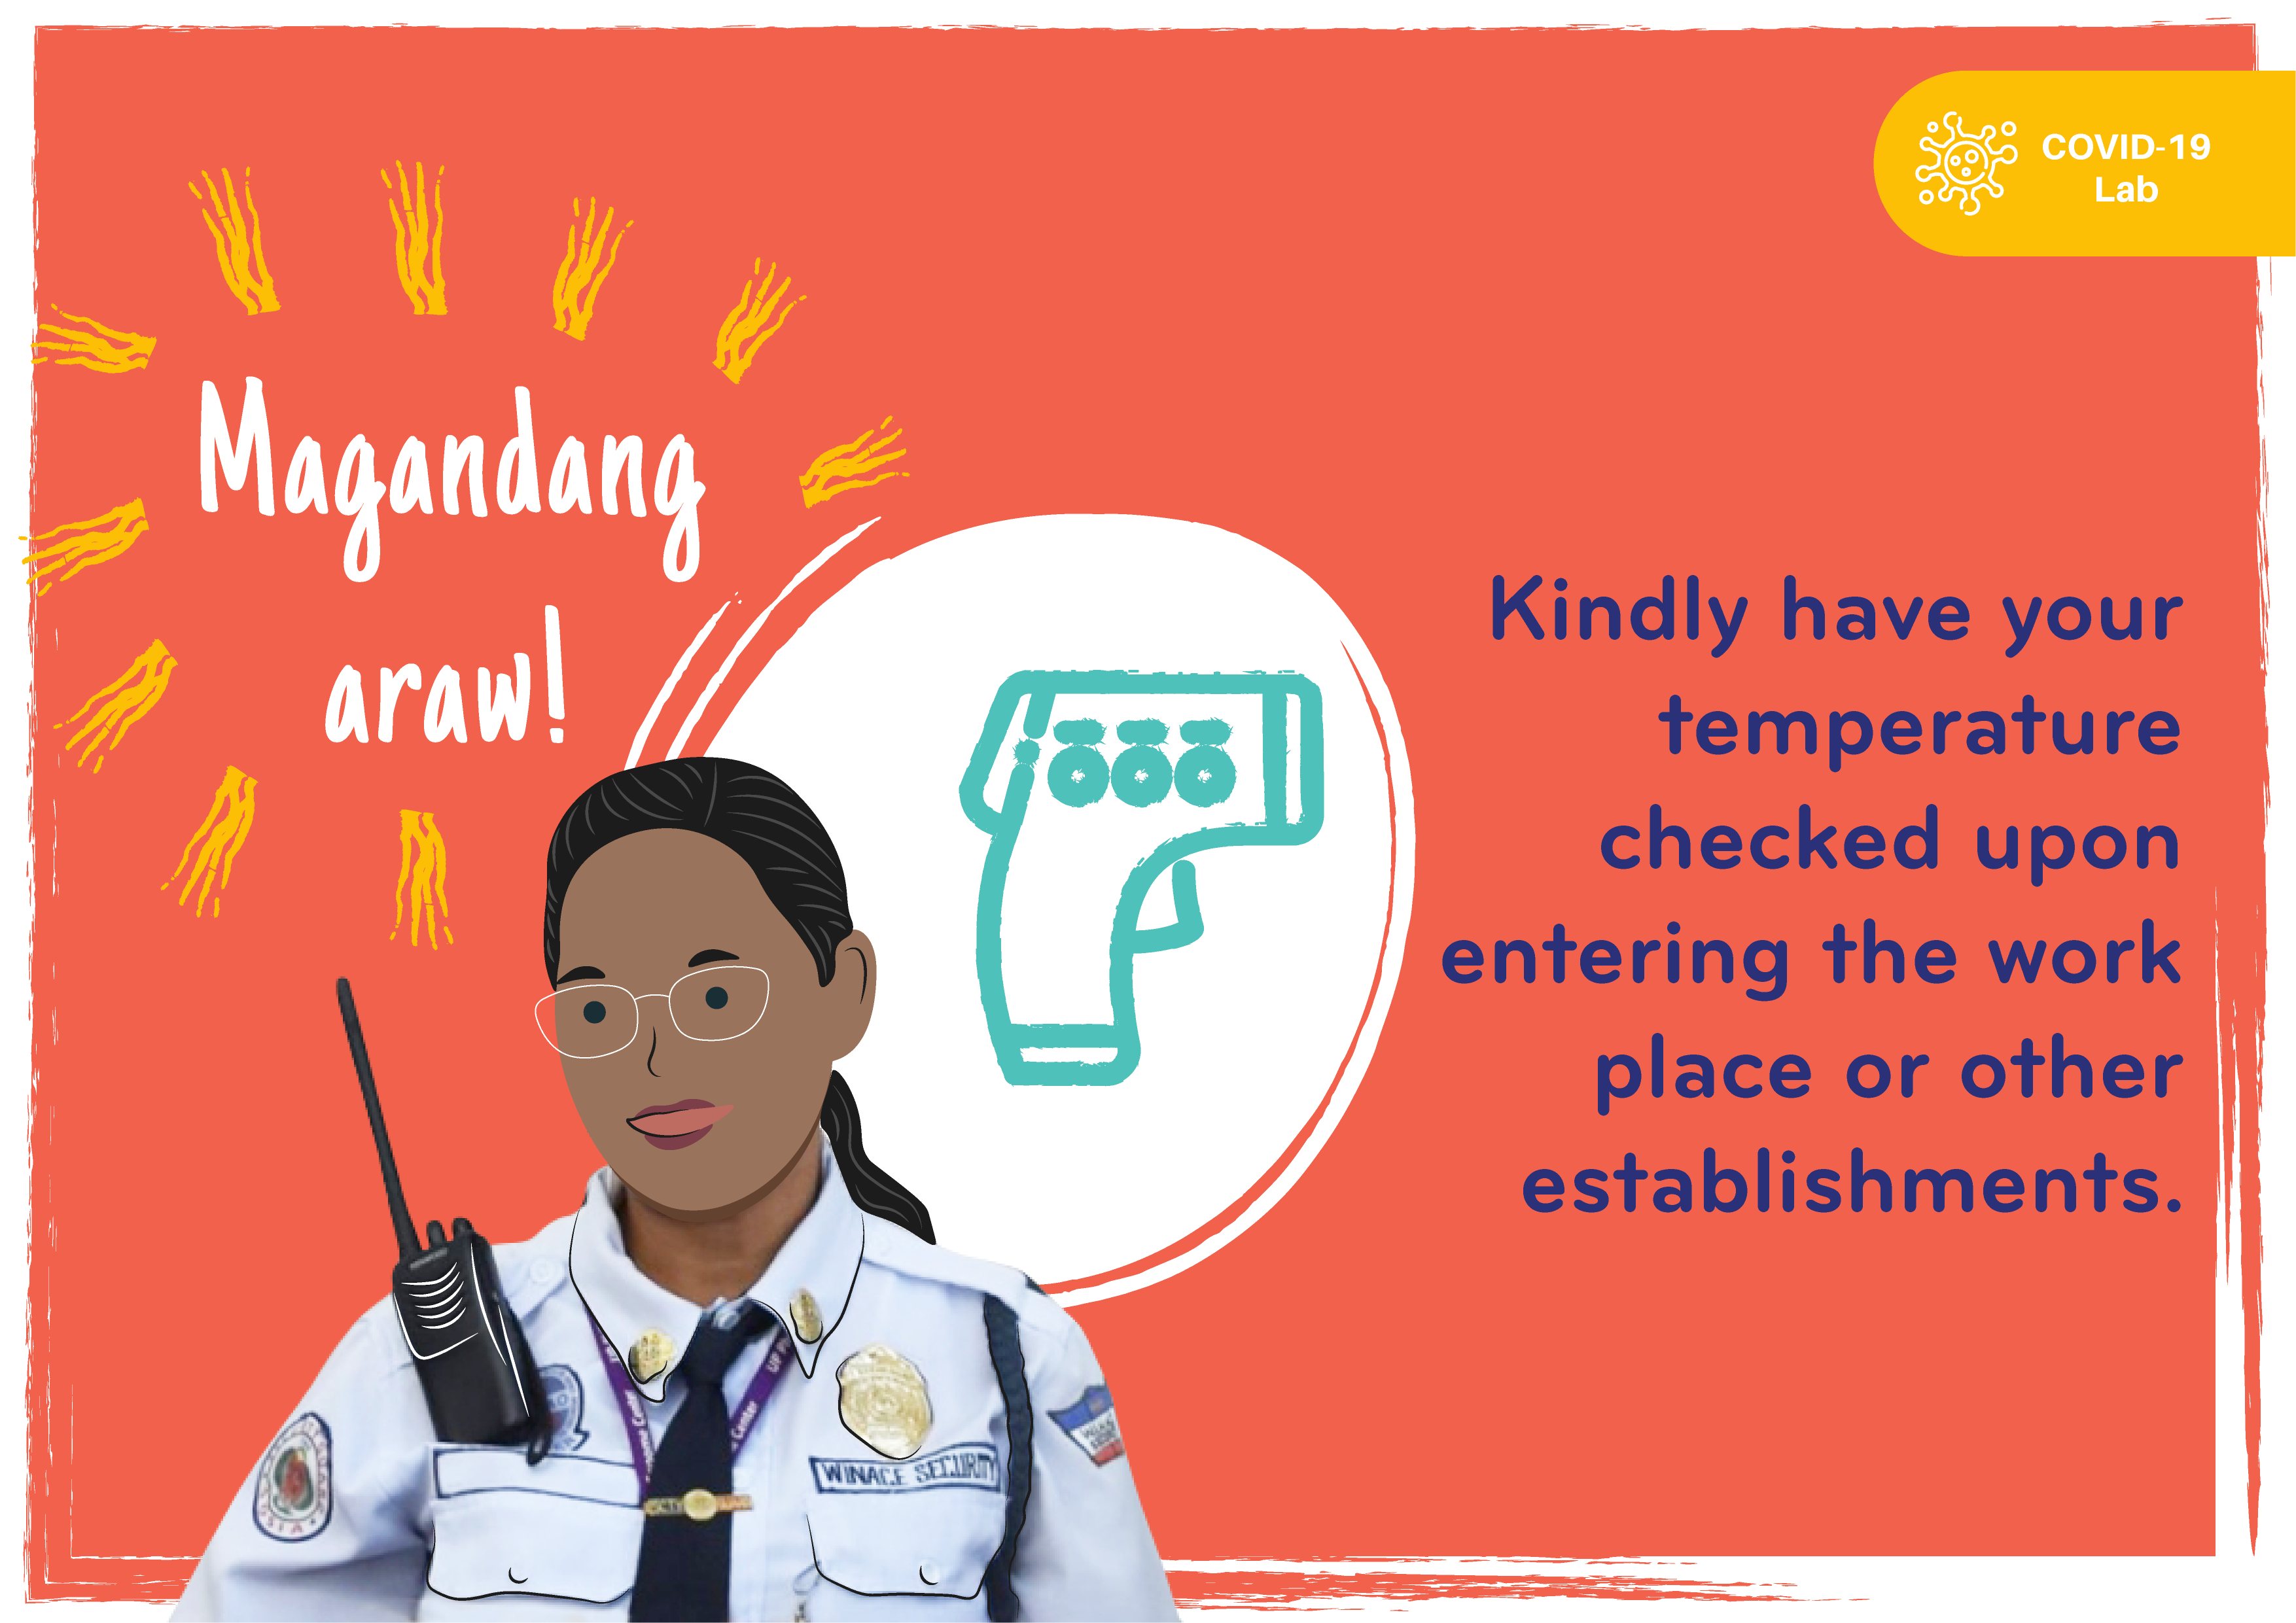 COVID-19
Lab
Magandang
araw!
Kindly have your
temperature
checked upon
entering the work
place or other
establishments.
WINACE SECURITY